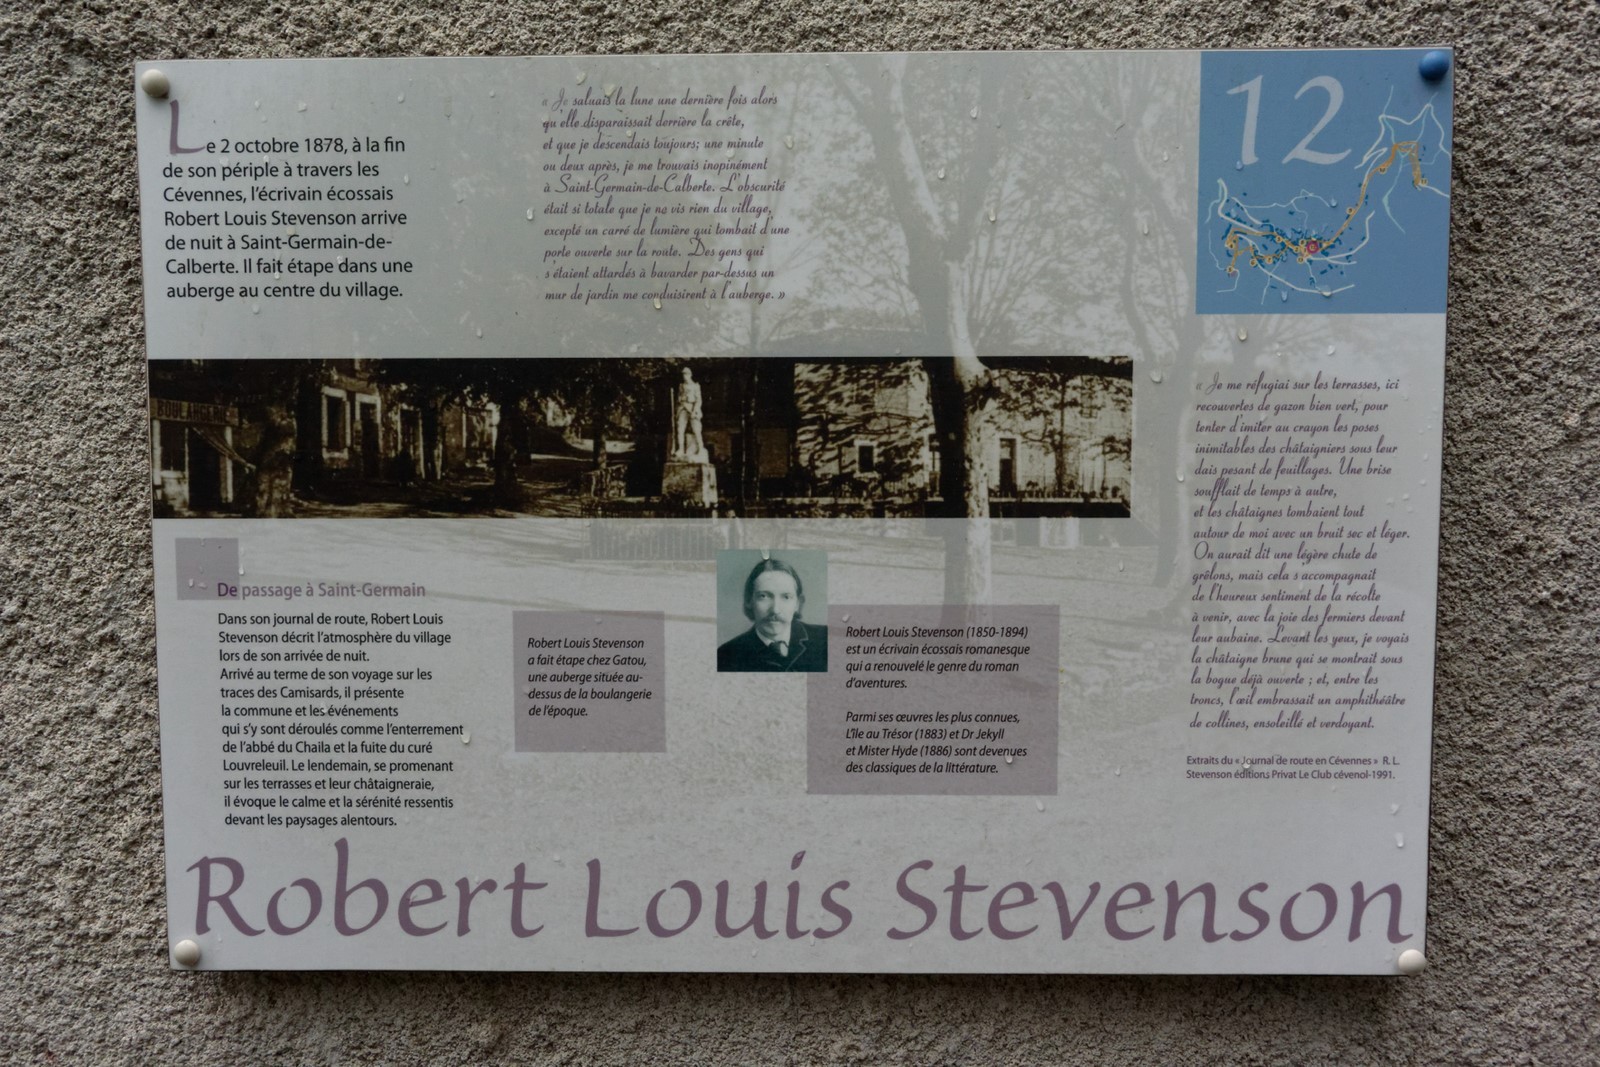 Le 2 octobre 1878, à la fin
de son périple à travers les
Cévennes, l'écrivain écossais
Robert Louis Stevenson arrive
de nuit à Saint-Germain-de-
Calberte. Il fait étape dans une
auberge au centre du village.
« Je saluais la lune une dernière fois alors
qu'elle disparaissait derrière la crête,
et que je descendais toujours; une minute
ou deux après, je me trouvais inopinément
à Saint-Germain-de-Calberte. L'obscurité
était si totale que je ne vis rien du village,
excepté un carré de lumière qui tombait d'une
porte ouverte sur la route. Des gens qui
s'étaient attardés à bavarder par-dessus un
mur de jardin me conduisirent à l'auberge. »
12
BOULANGERIE
« Je me réfugiai sur les terrasses, ici
recouvertes de gazon bien vert, pour
tenter d'imiter au crayon les poses
inimitables des châtaigniers sous leur
dais pesant de feuillages. Une brise
soufflait de temps à autre,
et les châtaignes tombaient tout
autour de moi avec un bruit sec et léger.
On aurait dit une légère chute de
grêlons, mais cela s'accompagnait
de l'heureux sentiment de la récolte
à venir, avec la joie des fermiers devant
leur aubaine. Levant les yeux, je voyais
la châtaigne brune qui se montrait sous
la bogue déjà ouverte ; et, entre les
troncs, l'œil embrassait un amphithéâtre
de collines, ensoleillé et verdoyant.
Extraits du « Journal de route en Cévennes » R. L.
Stevenson éditions Privat Le Club cévenol-1991.
De passage à Saint-Germain
Dans son journal de route, Robert Louis
Stevenson décrit l'atmosphère du village
lors de son arrivée de nuit.
Arrivé au terme de son voyage sur les
traces des Camisards, il présente
la commune et les événements
qui s'y sont déroulés comme l'enterrement
de l'abbé du Chaila et la fuite du curé
Louvreleuil. Le lendemain, se promenant
sur les terrasses et leur châtaigneraie,
il évoque le calme et la sérénité ressentis
devant les paysages alentours.
Robert Louis Stevenson
a fait étape chez Gatou,
une auberge située au-
dessus de la boulangerie
de l'époque.
Robert Louis Stevenson (1850-1894)
est un écrivain écossais romanesque
qui a renouvelé le genre du roman
d'aventures.
Parmi ses œuvres les plus connues,
L'île au Trésor (1883) et Dr Jekyll
et Mister Hyde (1886) sont devenues
des classiques de la littérature.
Robert Louis Stevenson